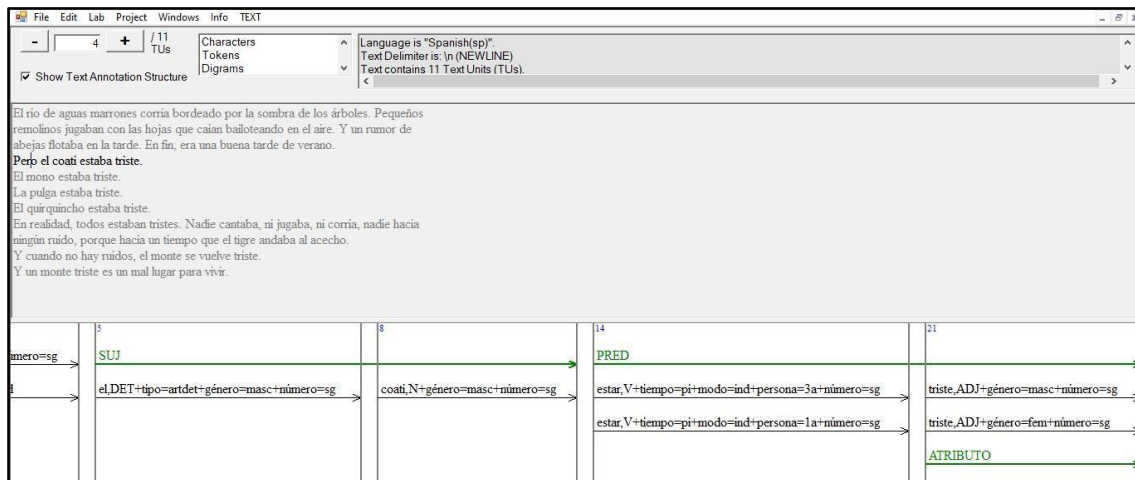 File Edit Lab Project Windows Info TEXT
- 4 + / 11 TUs
Show Text Annotation Structure
Characters
Tokens
Digrams
Language is "Spanish(sp)".
Text Delimiter is: \n (NEWLINE)
Text contains 11 Text Units (TUs).
El río de aguas marrones corría bordeado por la sombra de los árboles. Pequeños
remolinos jugaban con las hojas que caían bailoteando en el aire. Y un rumor de
abejas flotaba en la tarde. En fin, era una buena tarde de verano.
Pero el coatí estaba triste.
El mono estaba triste.
La pulga estaba triste.
El quirquincho estaba triste.
En realidad, todos estaban tristes. Nadie cantaba, ni jugaba, ni corría, nadie hacía
ningún ruido, porque hacía un tiempo que el tigre andaba al acecho.
Y cuando no hay ruidos, el monte se vuelve triste.
Y un monte triste es un mal lugar para vivir.
5 8 14 21
SUJ PRED
el,DET+tipo=artdet+género=masc+número=sg coatí,N+género=masc+número=sg estar,V+tiempo=pi+modo=ind+persona=3a+número=sg triste,ADJ+género=masc+número=sg
estar,V+tiempo=pi+modo=ind+persona=1a+número=sg triste,ADJ+género=fem+número=sg
ATRIBUTO